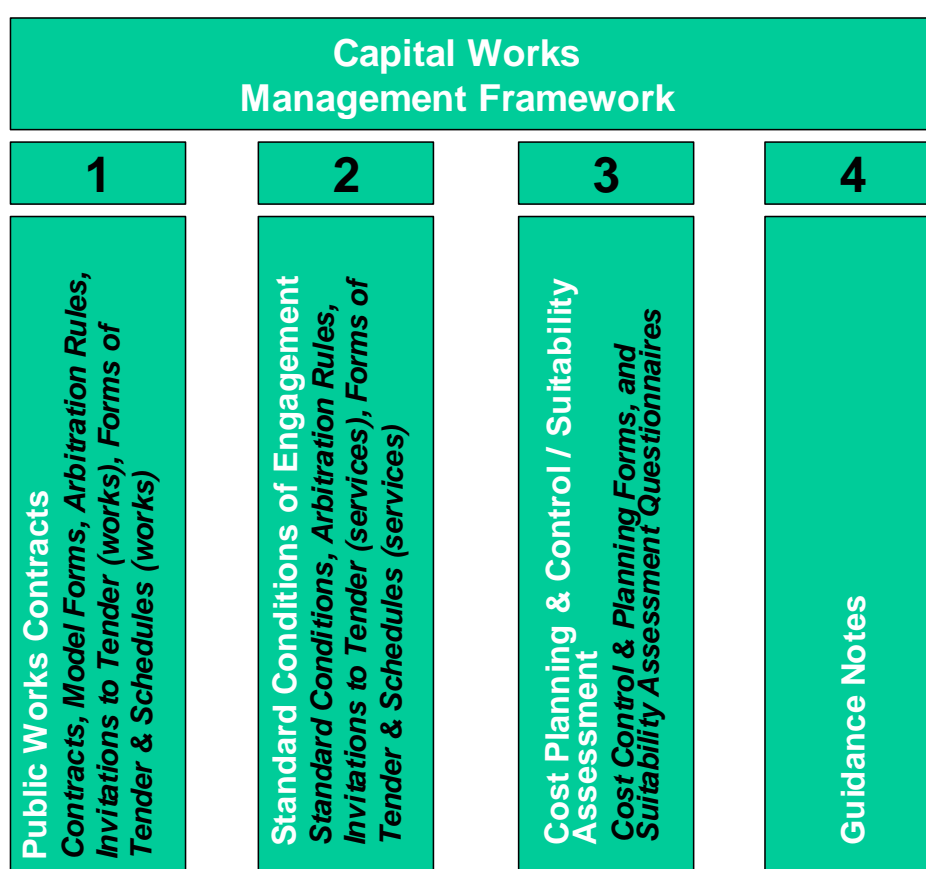 Capital Works
Management Framework
1
2
3
4
Public Works Contracts
Contracts, Model Forms, Arbitration Rules,
Invitations to Tender (works), Forms of
Tender & Schedules (works)
Standard Conditions of Engagement
Standard Conditions, Arbitration Rules,
Invitations to Tender (services), Forms of
Tender & Schedules (services)
Cost Planning & Control / Suitability
Assessment
Cost Control & Planning Forms, and
Suitability Assessment Questionnaires
Guidance Notes